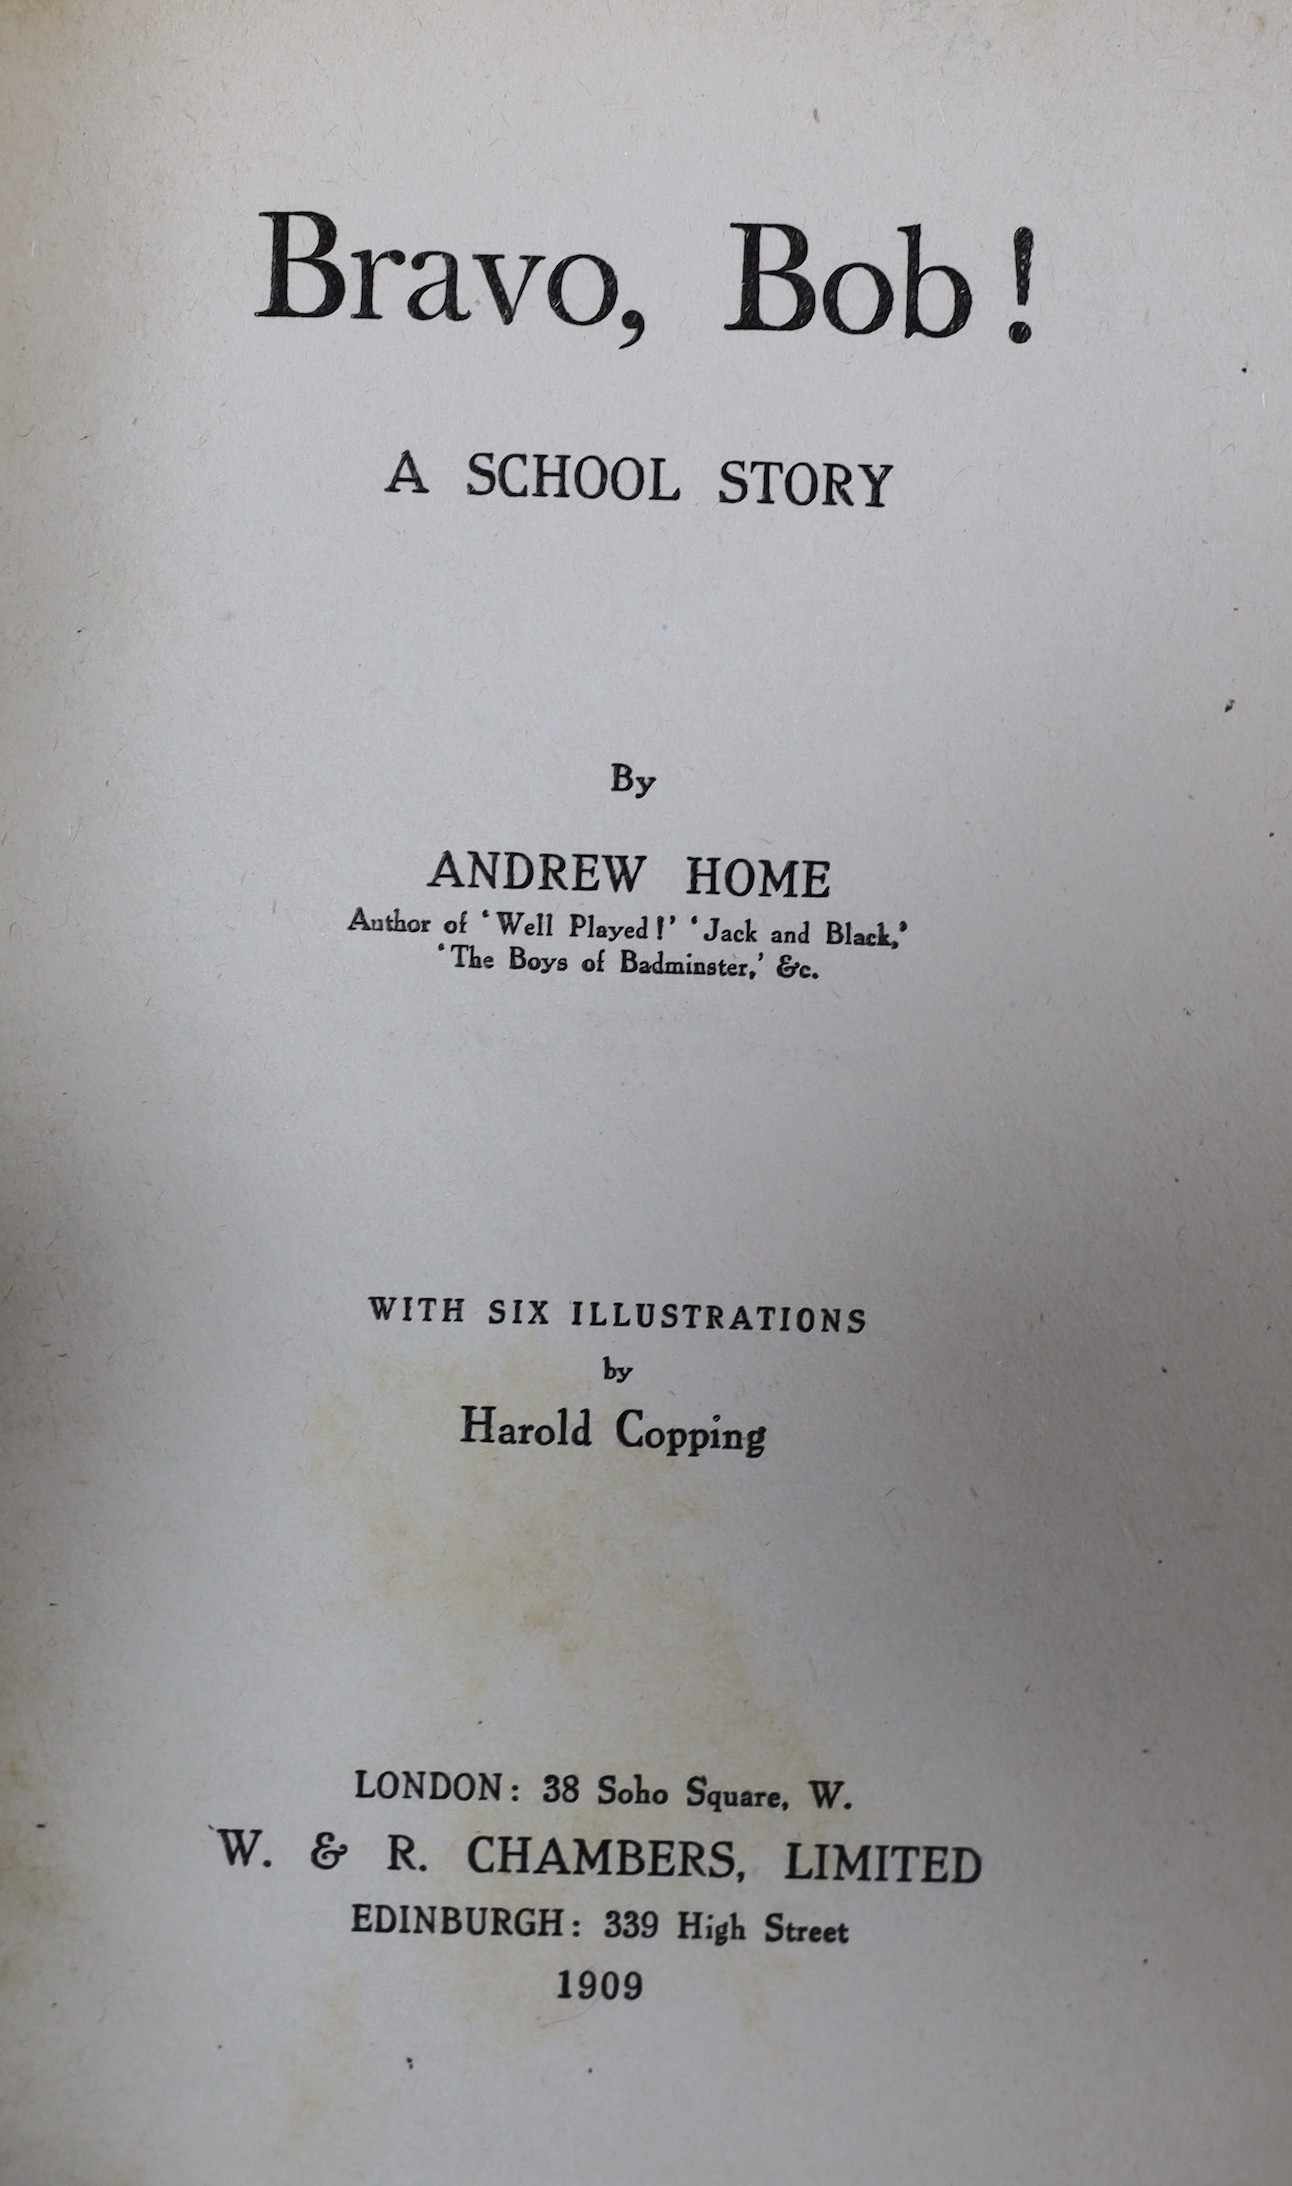 Bravo, Bob!
A SCHOOL STORY
By
ANDREW HOME
Author of ‘Well Played!’ ‘Jack and Black,’
‘The Boys of Badminster,’ &c.
WITH SIX ILLUSTRATIONS
by
Harold Copping
LONDON: 38 Soho Square, W.
W. & R. CHAMBERS, LIMITED
EDINBURGH: 339 High Street
1909